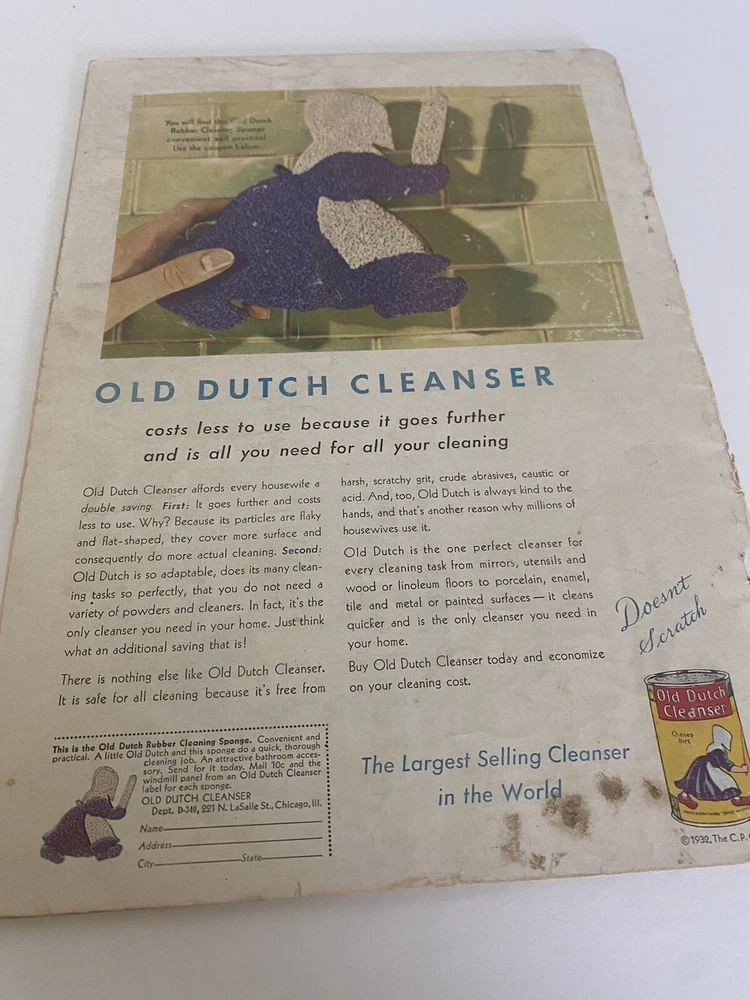 You will find this Old Dutch
Rubber Cleaning Sponge
convenient and practical
Use the coupon below.
OLD DUTCH CLEANSER
costs less to use because it goes further
and is all you need for all your cleaning
Old Dutch Cleanser affords every housewife a
double saving. First: It goes further and costs
less to use. Why? Because its particles are flaky
and flat-shaped, they cover more surface and
consequently do more actual cleaning. Second:
Old Dutch is so adaptable, does its many clean-
ing tasks so perfectly, that you do not need a
variety of powders and cleaners. In fact, it's the
only cleanser you need in your home. Just think
what an additional saving that is!
There is nothing else like Old Dutch Cleanser.
It is safe for all cleaning because it's free from
harsh, scratchy grit, crude abrasives, caustic or
acid. And, too, Old Dutch is always kind to the
hands, and that's another reason why millions of
housewives use it.
Old Dutch is the one perfect cleanser for
every cleaning task from mirrors, utensils and
wood or linoleum floors to porcelain, enamel,
tile and metal or painted surfaces — it cleans
quicker and is the only cleanser you need in
your home.
Buy Old Dutch Cleanser today and economize
on your cleaning cost.
Doesn't
Scratch
Old Dutch
Cleanser
Chases
Dirt
This is the Old Dutch Rubber Cleaning Sponge. Convenient and
practical. A little Old Dutch and this sponge do a quick, thorough
cleaning job. An attractive bathroom acces-
sory. Send for it today. Mail 10c and the
windmill panel from an Old Dutch Cleanser
label for each sponge.
OLD DUTCH CLEANSER
Dept. D-340, 221 N. LaSalle St., Chicago, Ill.
Name
Address
City State
The Largest Selling Cleanser
in the World
©1932, The C.P.